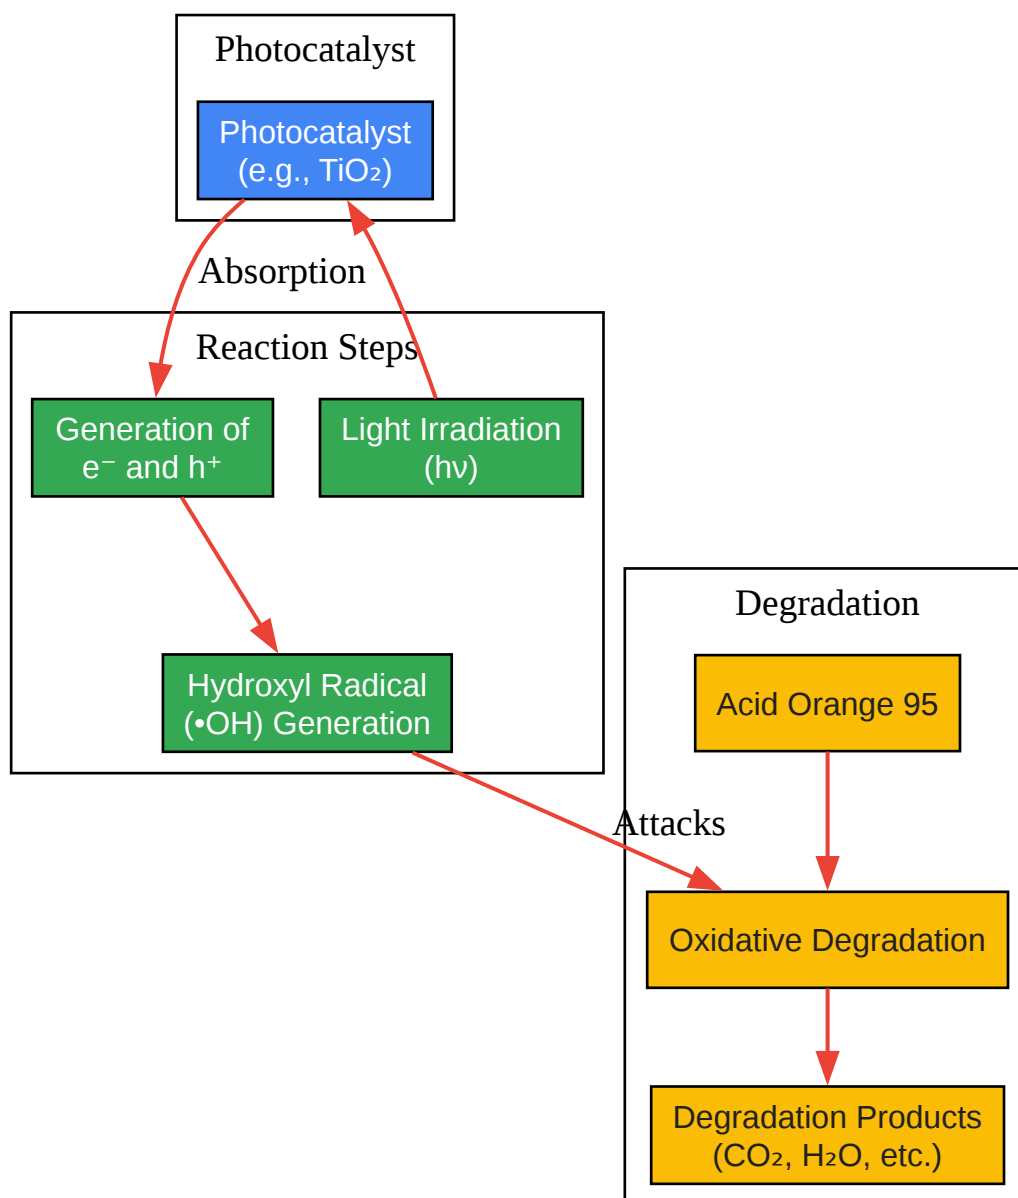 Photocatalyst
Photocatalyst
(e.g., TiO₂)
Absorption
Reaction Steps
Generation of
e⁻ and h⁺
Light Irradiation
(hν)
Hydroxyl Radical
(•OH) Generation
Attacks
Degradation
Acid Orange 95
Oxidative Degradation
Degradation Products
(CO₂, H₂O, etc.)